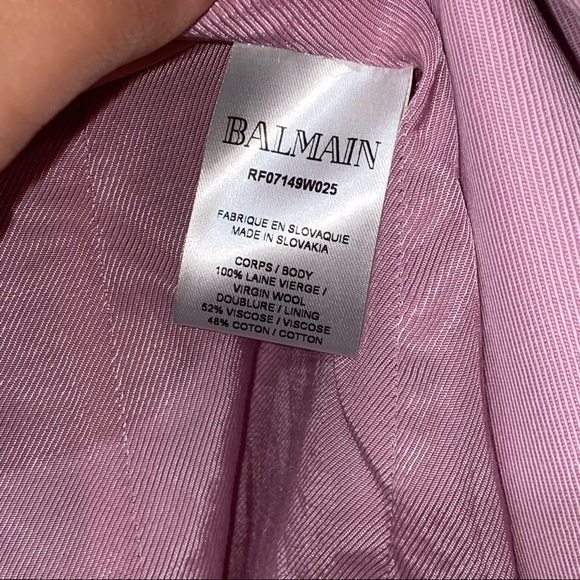 BALMAIN
RF07149W025
FABRIQUE EN SLOVAQUIE
MADE IN SLOVAKIA
CORPS / BODY
100% LAINE VIERGE /
VIRGIN WOOL
DOUBLURE / LINING
52% VISCOSE / VISCOSE
48% COTON / COTTON